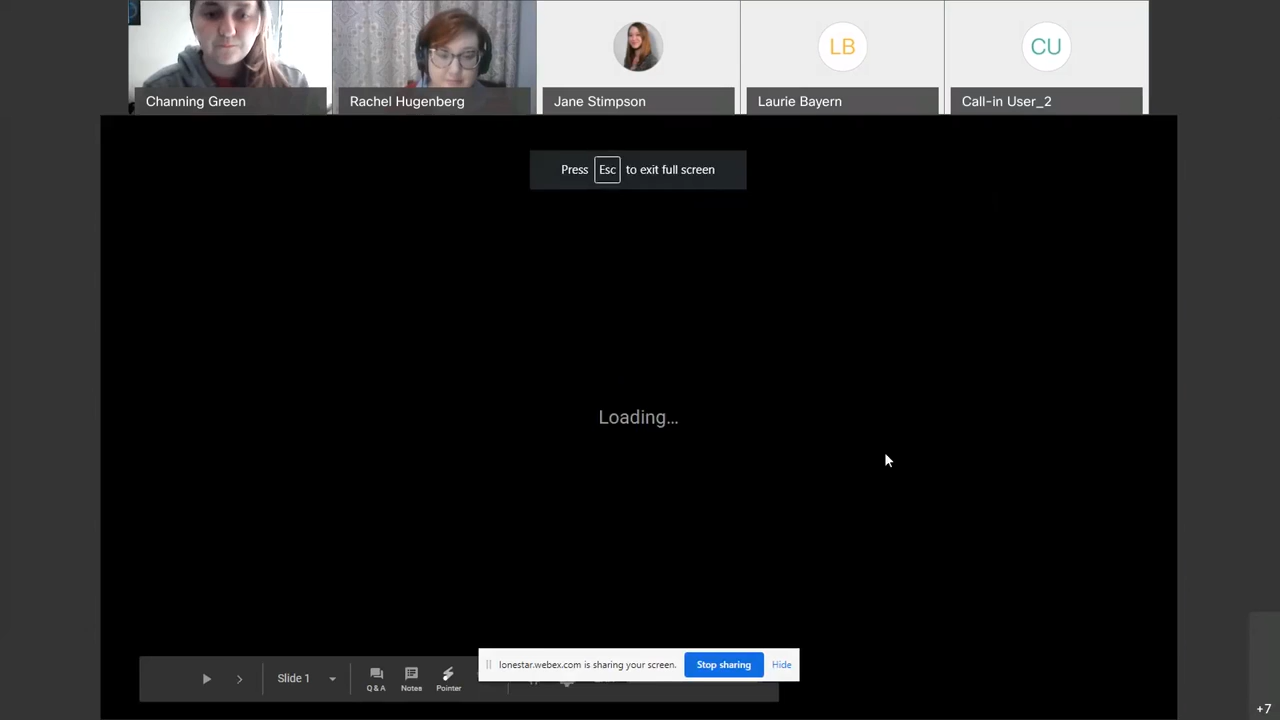 Channing Green
Rachel Hugenberg
Jane Stimpson
LB
Laurie Bayern
CU
Call-in User_2
Press Esc to exit full screen
Loading...
lonestar.webex.com is sharing your screen. Stop sharing Hide
Slide 1
Q & A Notes Pointer
+7